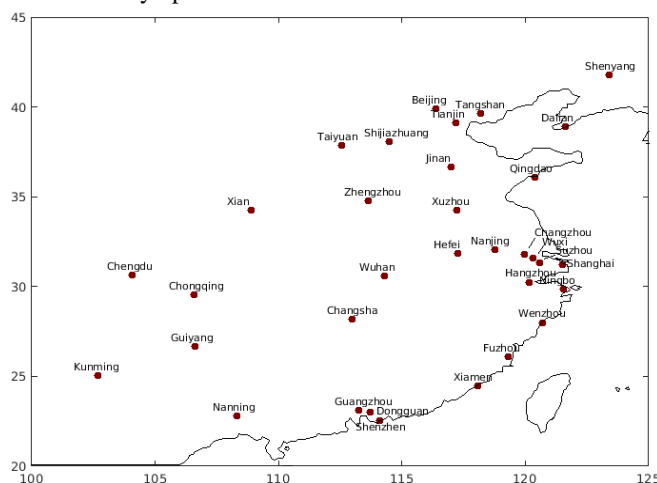 45
Shenyang
40
Beijing
Tangshan
Tianjin
Dalian
Taiyuan
Shijiazhuang
Jinan
Qingdao
35
Zhengzhou
Xian
Xuzhou
Changzhou
Hefei
Nanjing
Wuxi
Suzhou
Shanghai
Chengdu
Wuhan
Hangzhou
Ningbo
Chongqing
30
Changsha
Wenzhou
Guiyang
Fuzhou
Kunming
25
Xiamen
Nanning
Guangzhou
Dongguan
Shenzhen
20
100
105
110
115
120
125